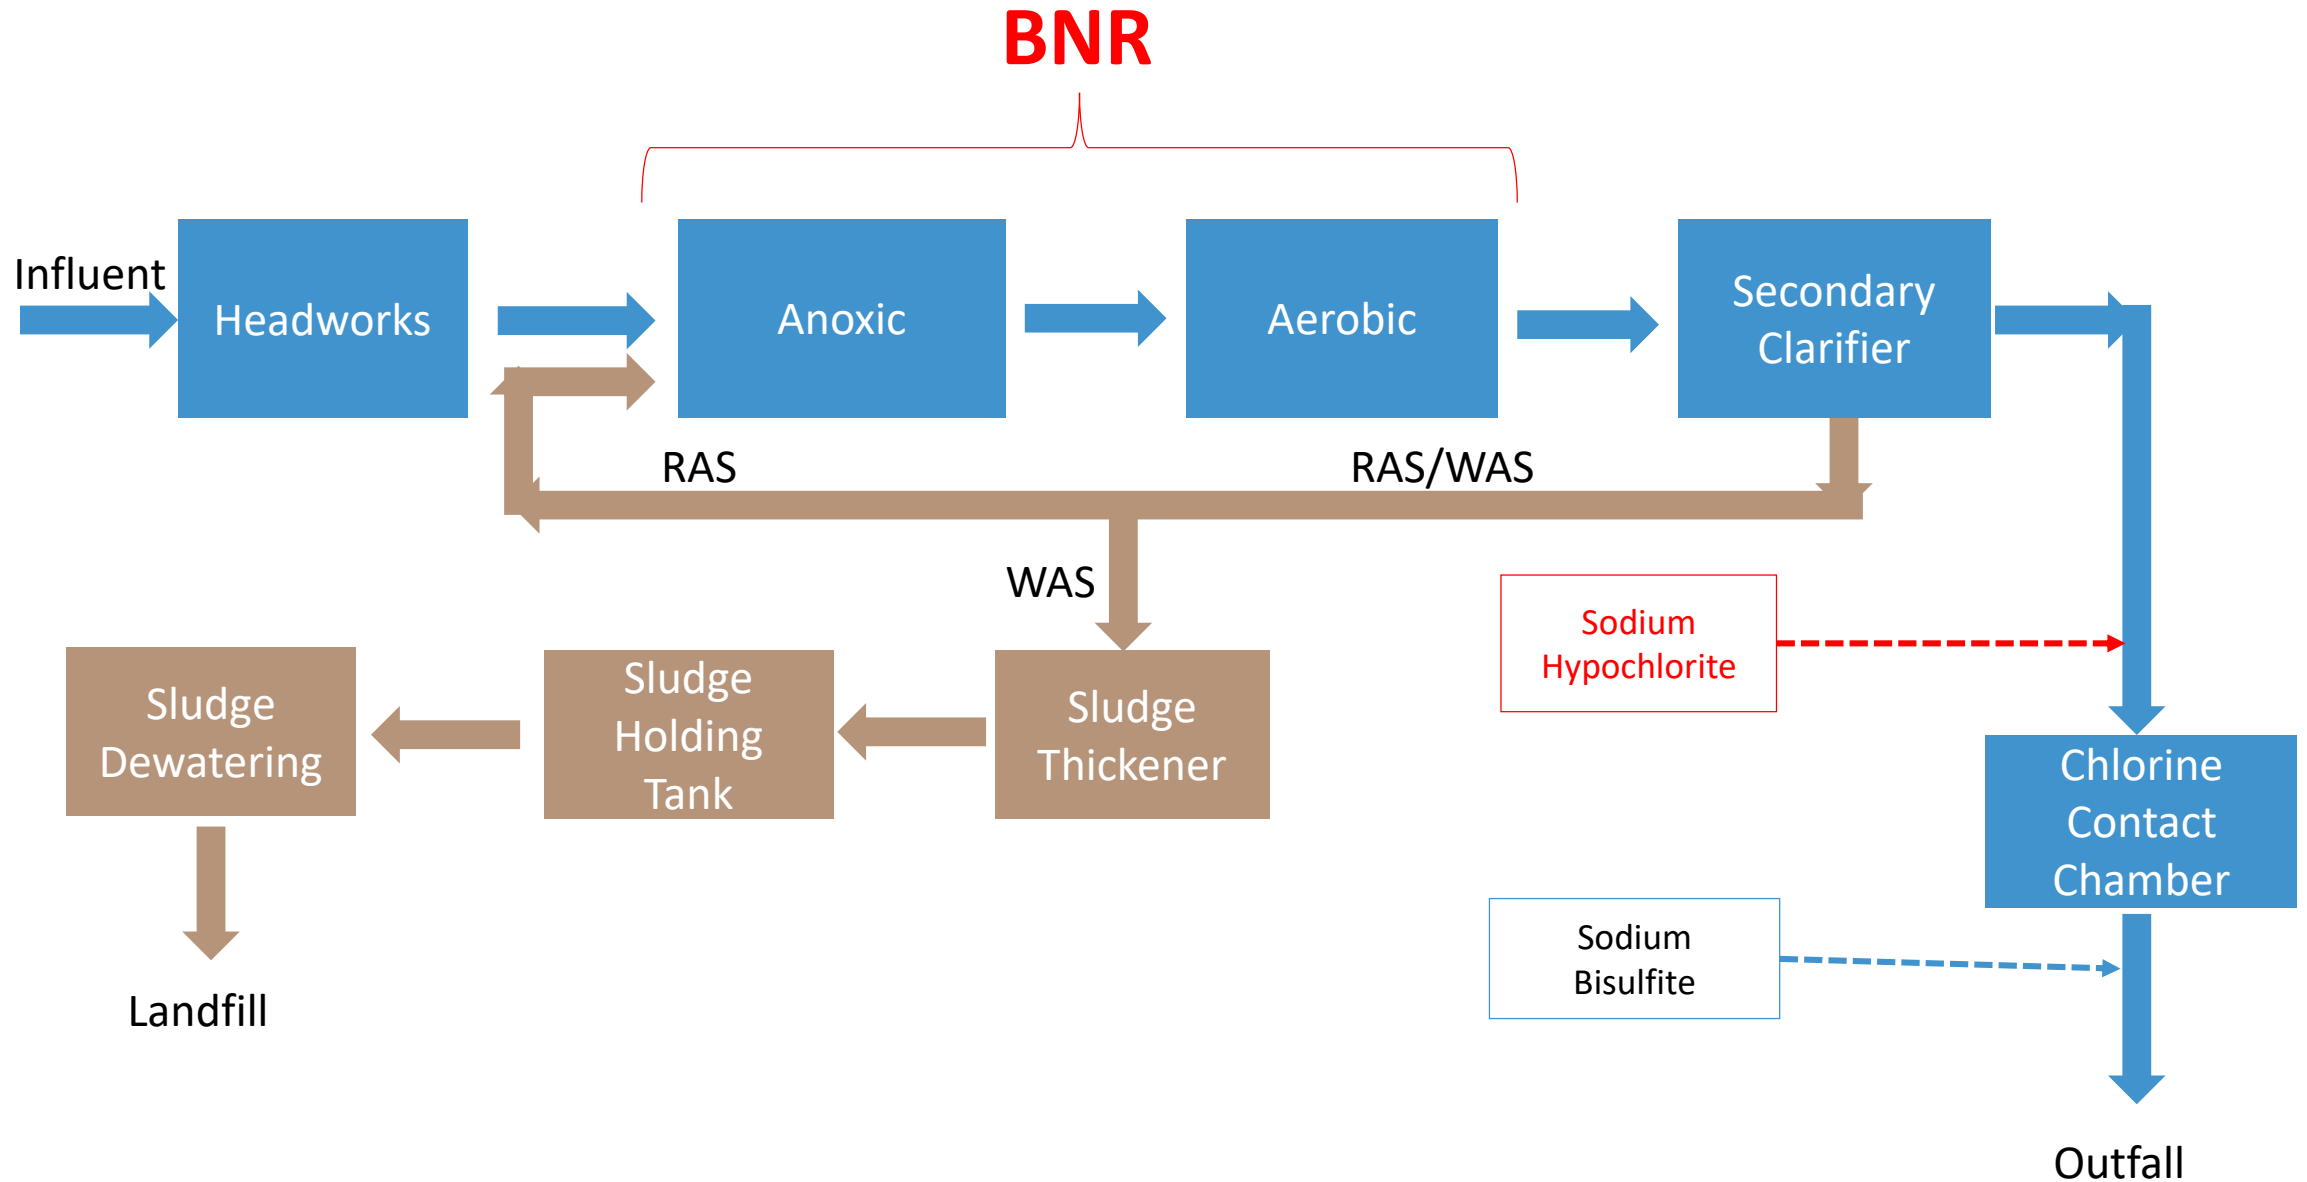 BNR
Influent
Headworks
Anoxic
Aerobic
Secondary
Clarifier
RAS
RAS/WAS
WAS
Sodium
Hypochlorite
Sludge
Dewatering
Sludge
Holding
Tank
Sludge
Thickener
Chlorine
Contact
Chamber
Sodium
Bisulfite
Landfill
Outfall